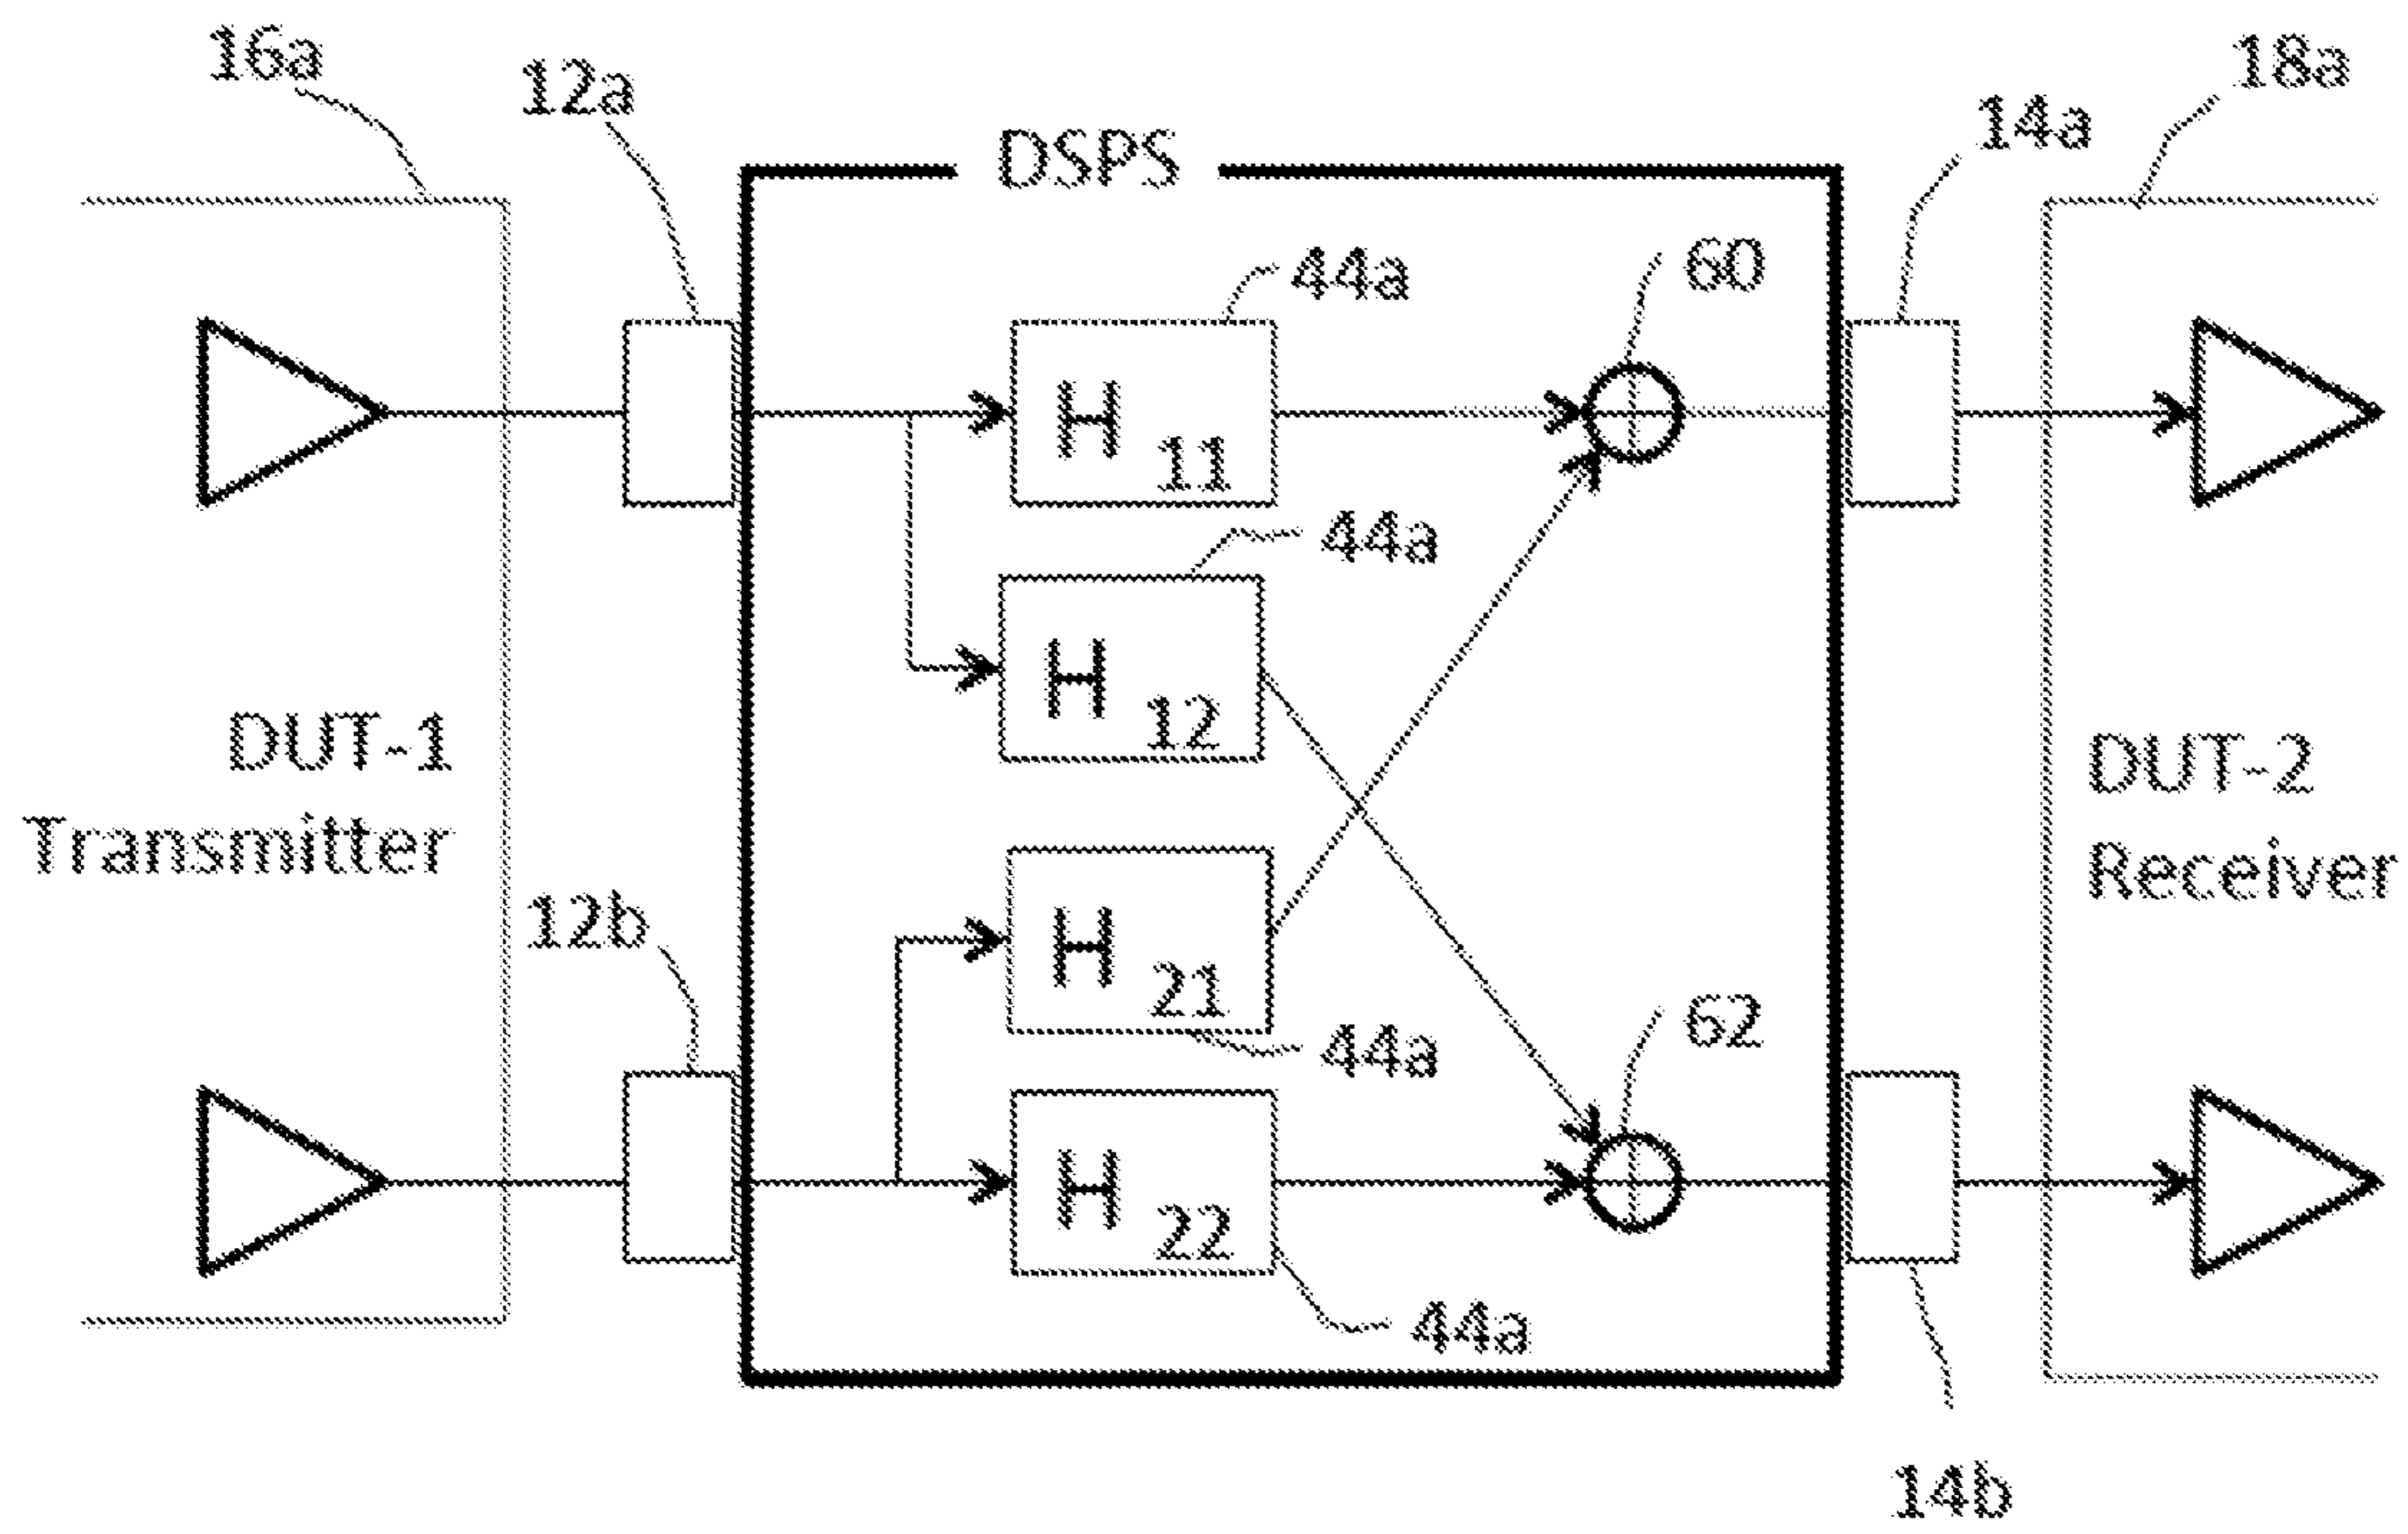 16a
12a
DSPS
14a
18a
44a
60
H 11
44a
H 12
DUT-1
Transmitter
DUT-2
Receiver
12b
H 21
44a
62
H 22
44a
14b